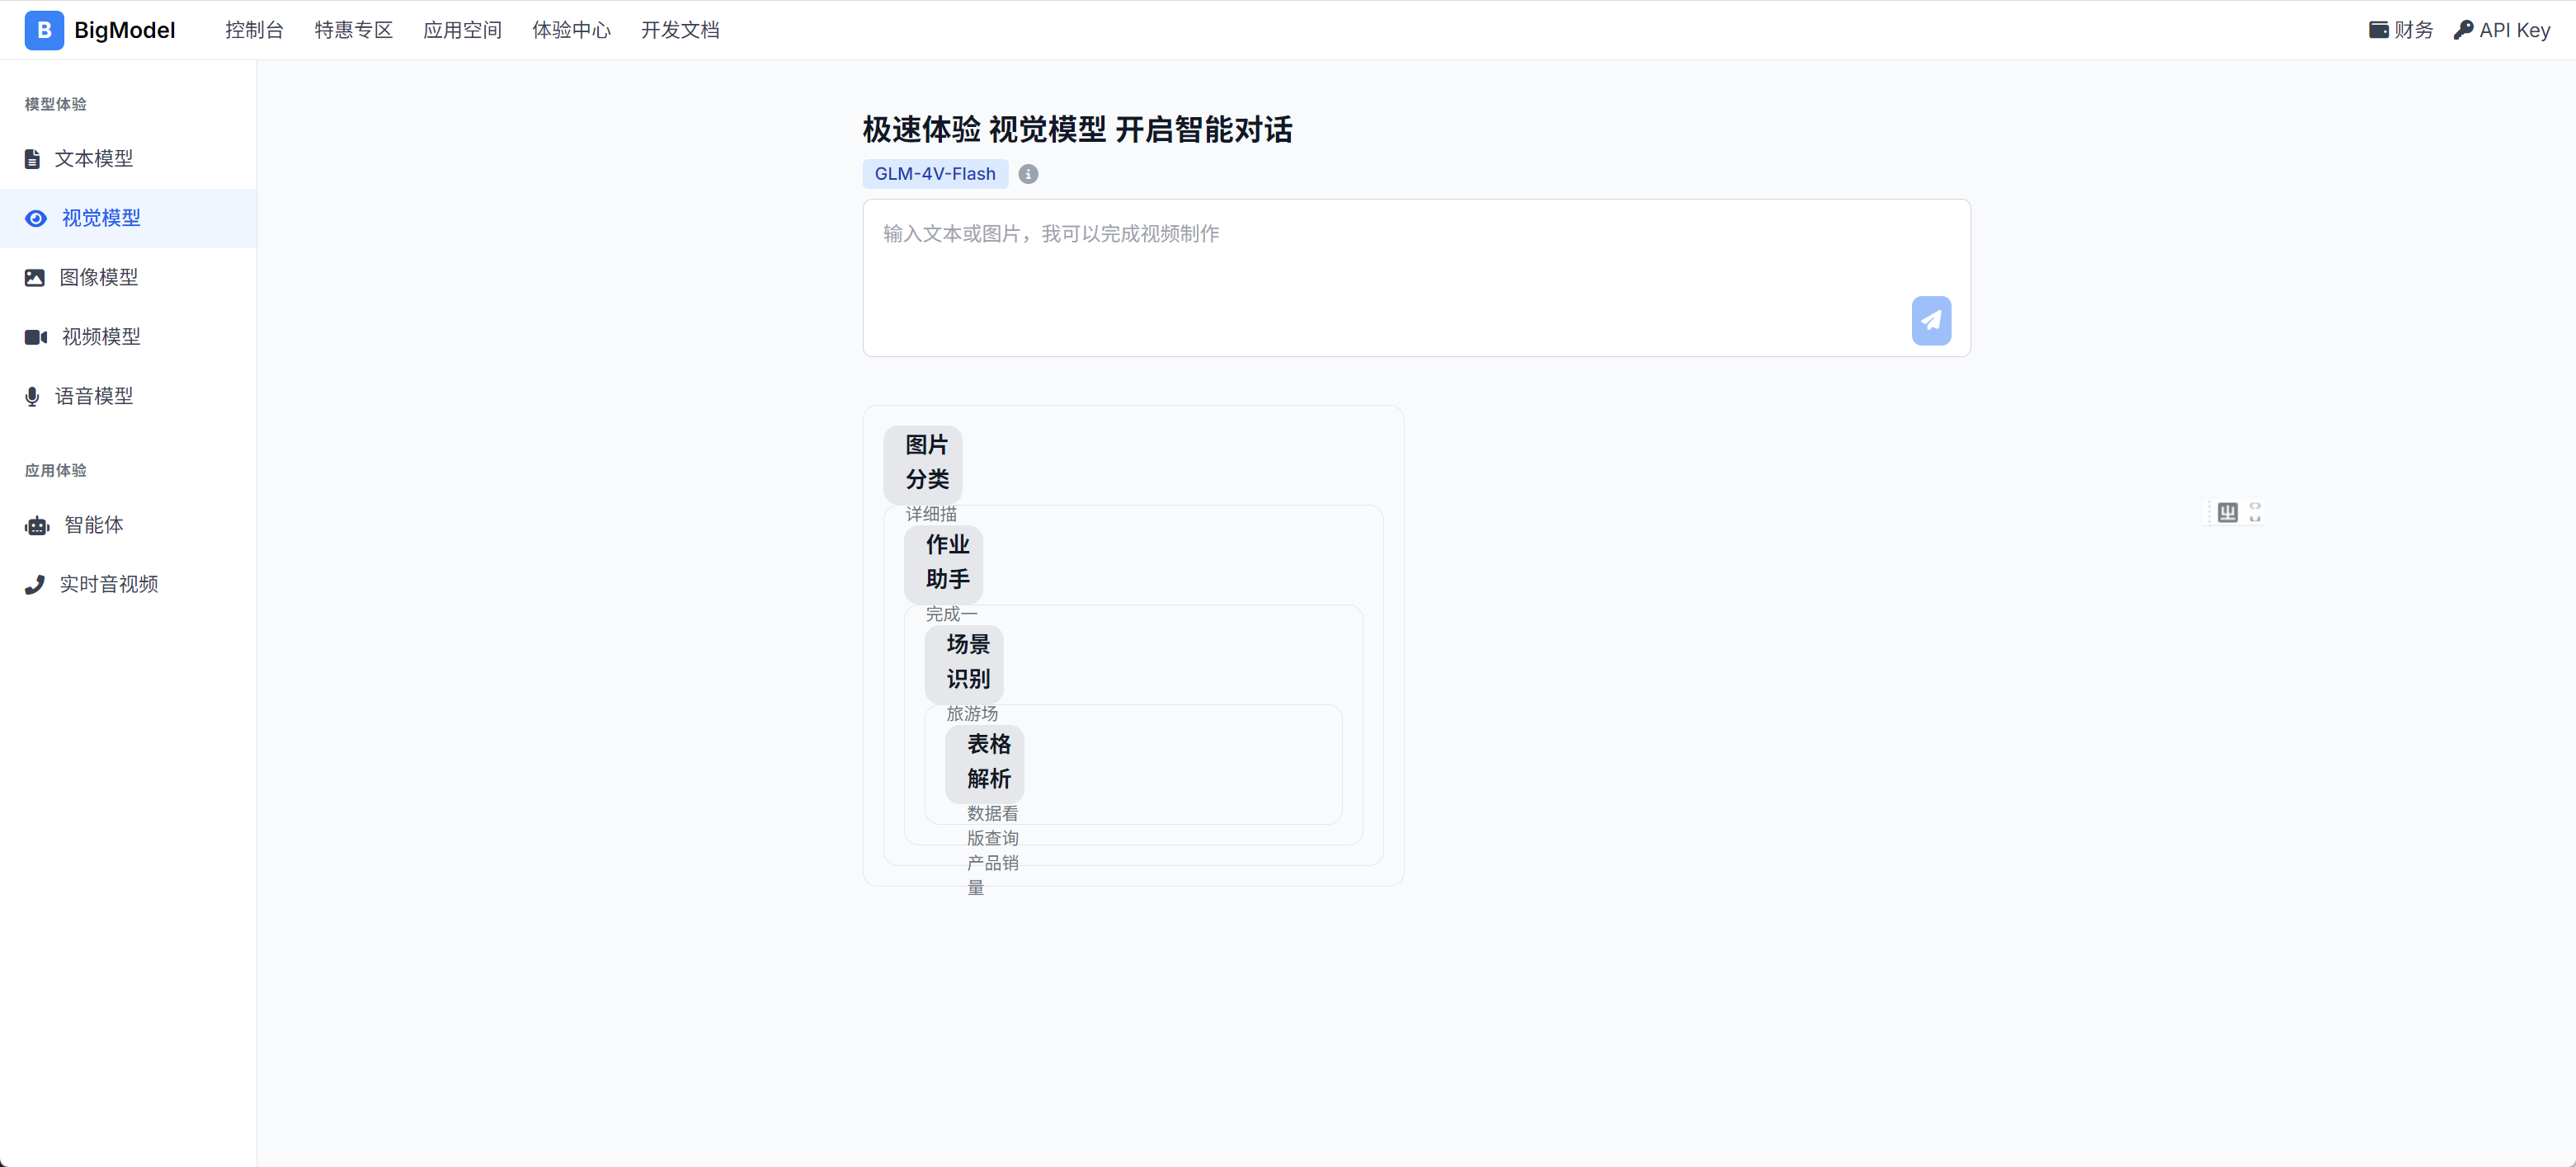 B BigModel 控制台 特惠专区 应用空间 体验中心 开发文档 财务 API Key
模型体验
文本模型
视觉模型
图像模型
视频模型
语音模型
应用体验
智能体
实时音视频
极速体验 视觉模型 开启智能对话
GLM-4V-Flash
输入文本或图片，我可以完成视频制作
图片
分类
详细描
作业
助手
完成一
场景
识别
旅游场
表格
解析
数据看
版查询
产品销
量